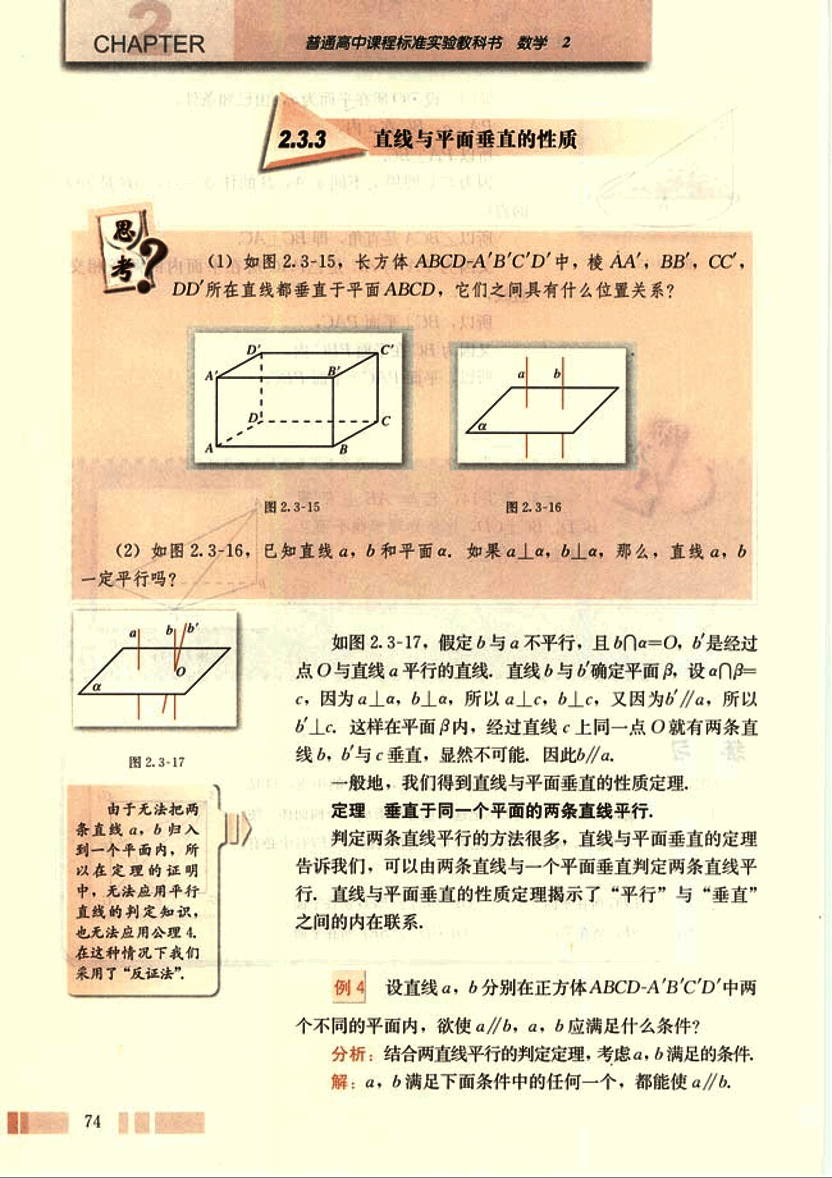 2
CHAPTER
普通高中课程标准实验教科书 数学 2
2.3.3 直线与平面垂直的性质
思考?
(1) 如图 2.3-15，长方体 ABCD-A′B′C′D′中，棱 AA′，BB′，CC′，
DD′所在直线都垂直于平面 ABCD，它们之间具有什么位置关系?
D′ C′
A′ B′
D C
A B
a b
α
图 2.3-15
图 2.3-16
(2) 如图 2.3-16，已知直线 a，b 和平面 α. 如果 a⊥α，b⊥α，那么，直线 a，b
一定平行吗?
a b b′
O
α
图 2.3-17
如图 2.3-17，假定 b 与 a 不平行，且 b∩α=O，b′是经过
点 O 与直线 a 平行的直线. 直线 b 与 b′确定平面 β，设 α∩β=
c，因为 a⊥α，b⊥α，所以 a⊥c，b⊥c，又因为 b′∥a，所以
b′⊥c. 这样在平面 β 内，经过直线 c 上同一点 O 就有两条直
线 b，b′与 c 垂直，显然不可能. 因此 b∥a.
一般地，我们得到直线与平面垂直的性质定理.
定理 垂直于同一个平面的两条直线平行.
判定两条直线平行的方法很多，直线与平面垂直的定理
告诉我们，可以由两条直线与一个平面垂直判定两条直线平
行. 直线与平面垂直的性质定理揭示了“平行”与“垂直”
之间的内在联系.
由于无法把两
条直线 a，b 归入
到一个平面内，所
以在定理的证明
中，无法应用平行
直线的判定知识，
也无法应用公理 4.
在这种情况下我们
采用了“反证法”.
例 4 设直线 a，b 分别在正方体 ABCD-A′B′C′D′中两
个不同的平面内，欲使 a∥b，a，b 应满足什么条件?
分析：结合两直线平行的判定定理，考虑 a，b 满足的条件.
解：a，b 满足下面条件中的任何一个，都能使 a∥b.
74